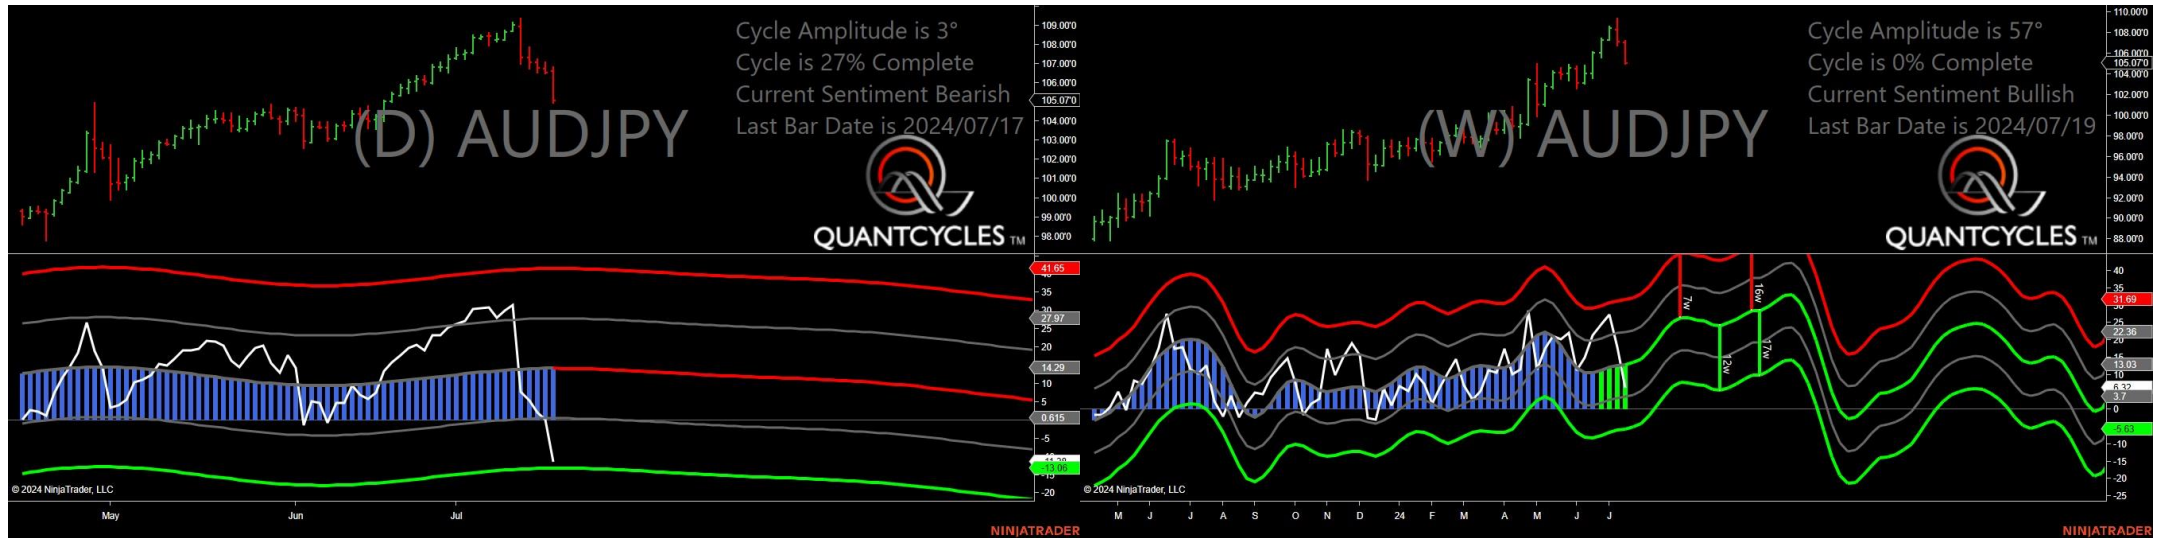 Cycle Amplitude is 3°
Cycle is 27% Complete
Current Sentiment Bearish
Last Bar Date is 2024/07/17
(D) AUDJPY
QUANTCYCLES TM
109.00'0
108.00'0
107.00'0
106.00'0
105.07'0
104.00'0
103.00'0
102.00'0
101.00'0
100.00'0
99.00'0
98.00'0
41.65
35
27.97
25
20
14.29
10
5
0.615
-5
-13.06
-20
© 2024 NinjaTrader, LLC
May
Jun
Jul
NINJATRADER
Cycle Amplitude is 57°
Cycle is 0% Complete
Current Sentiment Bullish
Last Bar Date is 2024/07/19
(W) AUDJPY
QUANTCYCLES TM
110.00'0
108.00'0
106.00'0
105.07'0
104.00'0
102.00'0
100.00'0
98.00'0
96.00'0
94.00'0
92.00'0
90.00'0
88.00'0
7w
16w
12w
17w
40
35
31.69
25
22.36
20
15
13.03
10
6.32
3.7
0
-5.63
-10
-15
-20
-25
© 2024 NinjaTrader, LLC
M
J
J
A
S
O
N
D
24
F
M
A
M
J
J
NINJATRADER